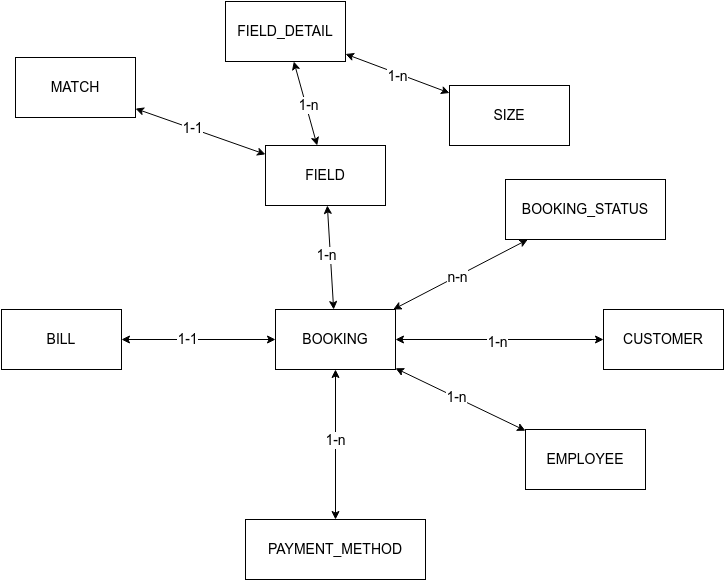 FIELD_DETAIL
MATCH
1-n
1-n
SIZE
1-1
FIELD
BOOKING_STATUS
1-n
n-n
BILL
1-1
BOOKING
1-n
CUSTOMER
1-n
1-n
EMPLOYEE
PAYMENT_METHOD